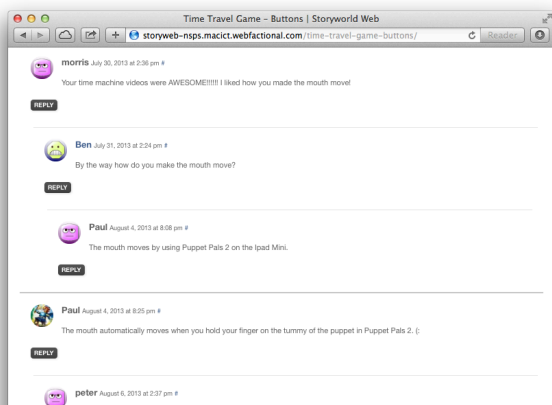 Time Travel Game – Buttons | Storyworld Web
storyweb-nsps.macict.webfactional.com/time-travel-game-buttons/
Reader
morris July 30, 2013 at 2:36 pm #
Your time machine videos were AWESOME!!!!!! I liked how you made the mouth move!
REPLY
Ben July 31, 2013 at 2:24 pm #
By the way how do you make the mouth move?
REPLY
Paul August 4, 2013 at 8:08 pm #
The mouth moves by using Puppet Pals 2 on the Ipad Mini.
REPLY
Paul August 4, 2013 at 8:25 pm #
The mouth automatically moves when you hold your finger on the tummy of the puppet in Puppet Pals 2. (:
REPLY
peter August 6, 2013 at 2:37 pm #